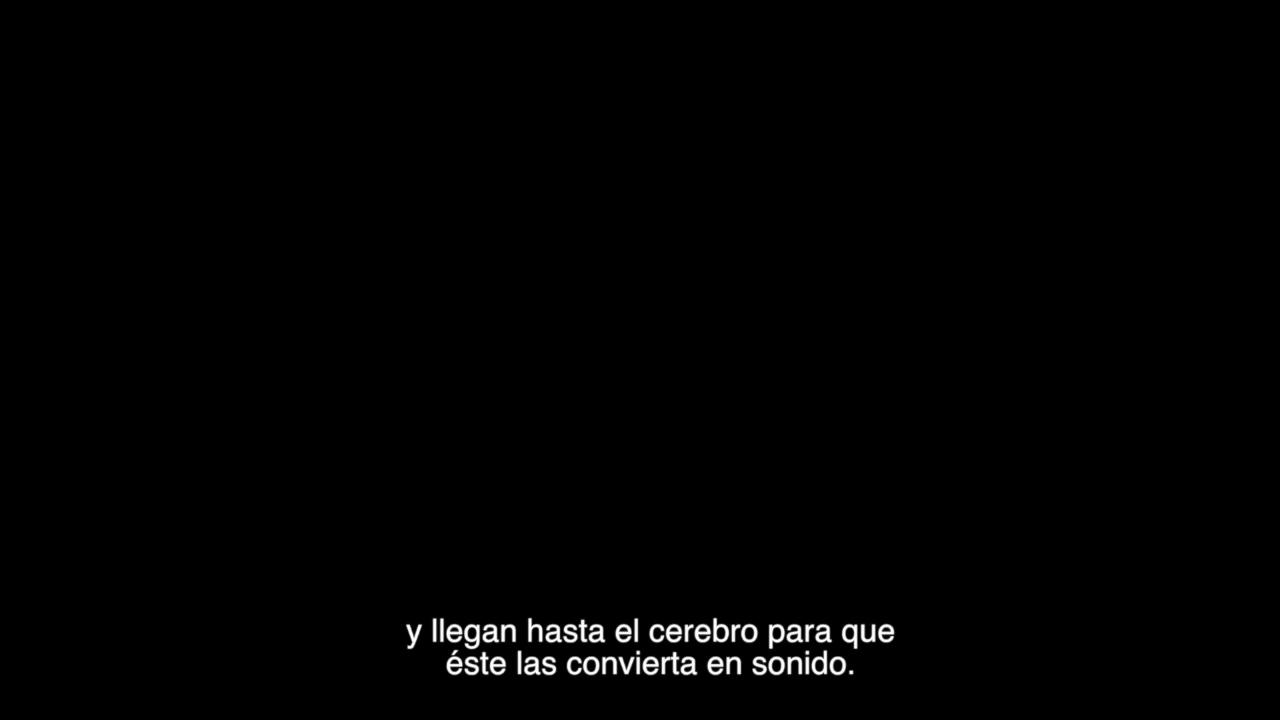 y llegan hasta el cerebro para que
éste las convierta en sonido.